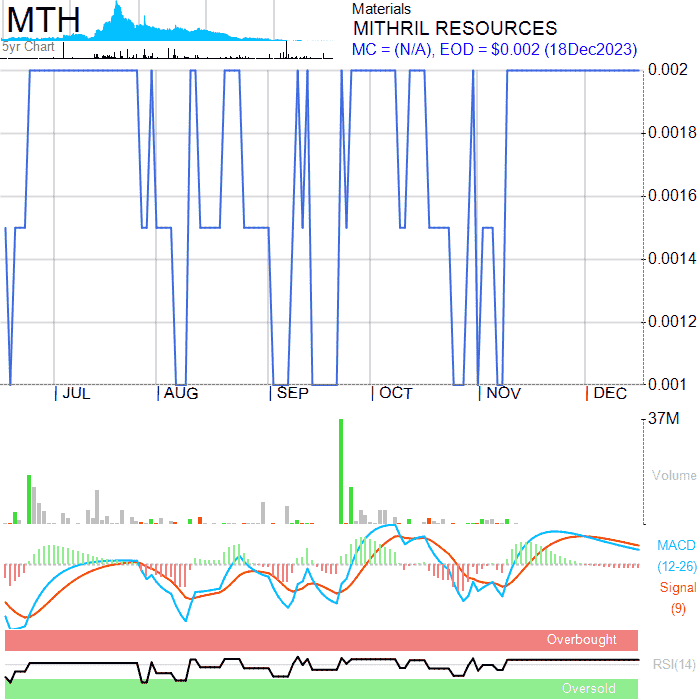 MTH
5yr Chart
Materials
MITHRIL RESOURCES
MC = (N/A), EOD = $0.002 (18Dec2023)
0.002
0.0018
0.0016
0.0014
0.0012
0.001
JUL AUG SEP OCT NOV DEC
37M
Volume
MACD
(12-26)
Signal
(9)
Overbought
RSI(14)
Oversold